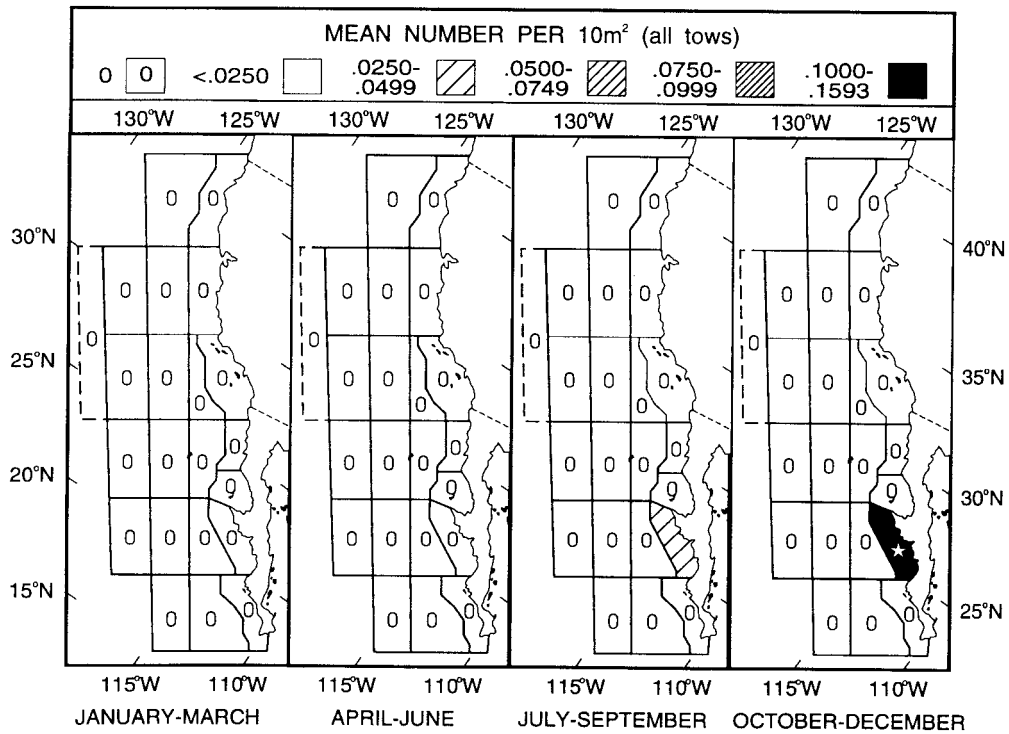 MEAN NUMBER PER 10m² (all tows)
0 0 <.0250 .0250-.0499 .0500-.0749 .0750-.0999 .1000-.1593
130°W 125°W 130°W 125°W 130°W 125°W 130°W 125°W
0 0 0 0 0 0 0 0
30°N 40°N
0 0 0 0 0 0 0 0 0 0 0 0
0 0 0 0
25°N 35°N
0 0 0 0 0 0 0 0 0 0 0 0
0 0 0 0
0 0 0 0
0 0 0 0 0 0 0 0 0 0 0 0
20°N 30°N
0 0 0 0
0 0 0 0 0 0 0 0 0 0 0 0 0 0
15°N 25°N
0 0 0 0 0 0 0 0 0 0 0 0
115°W 110°W 115°W 110°W 115°W 110°W 115°W 110°W
JANUARY-MARCH APRIL-JUNE JULY-SEPTEMBER OCTOBER-DECEMBER